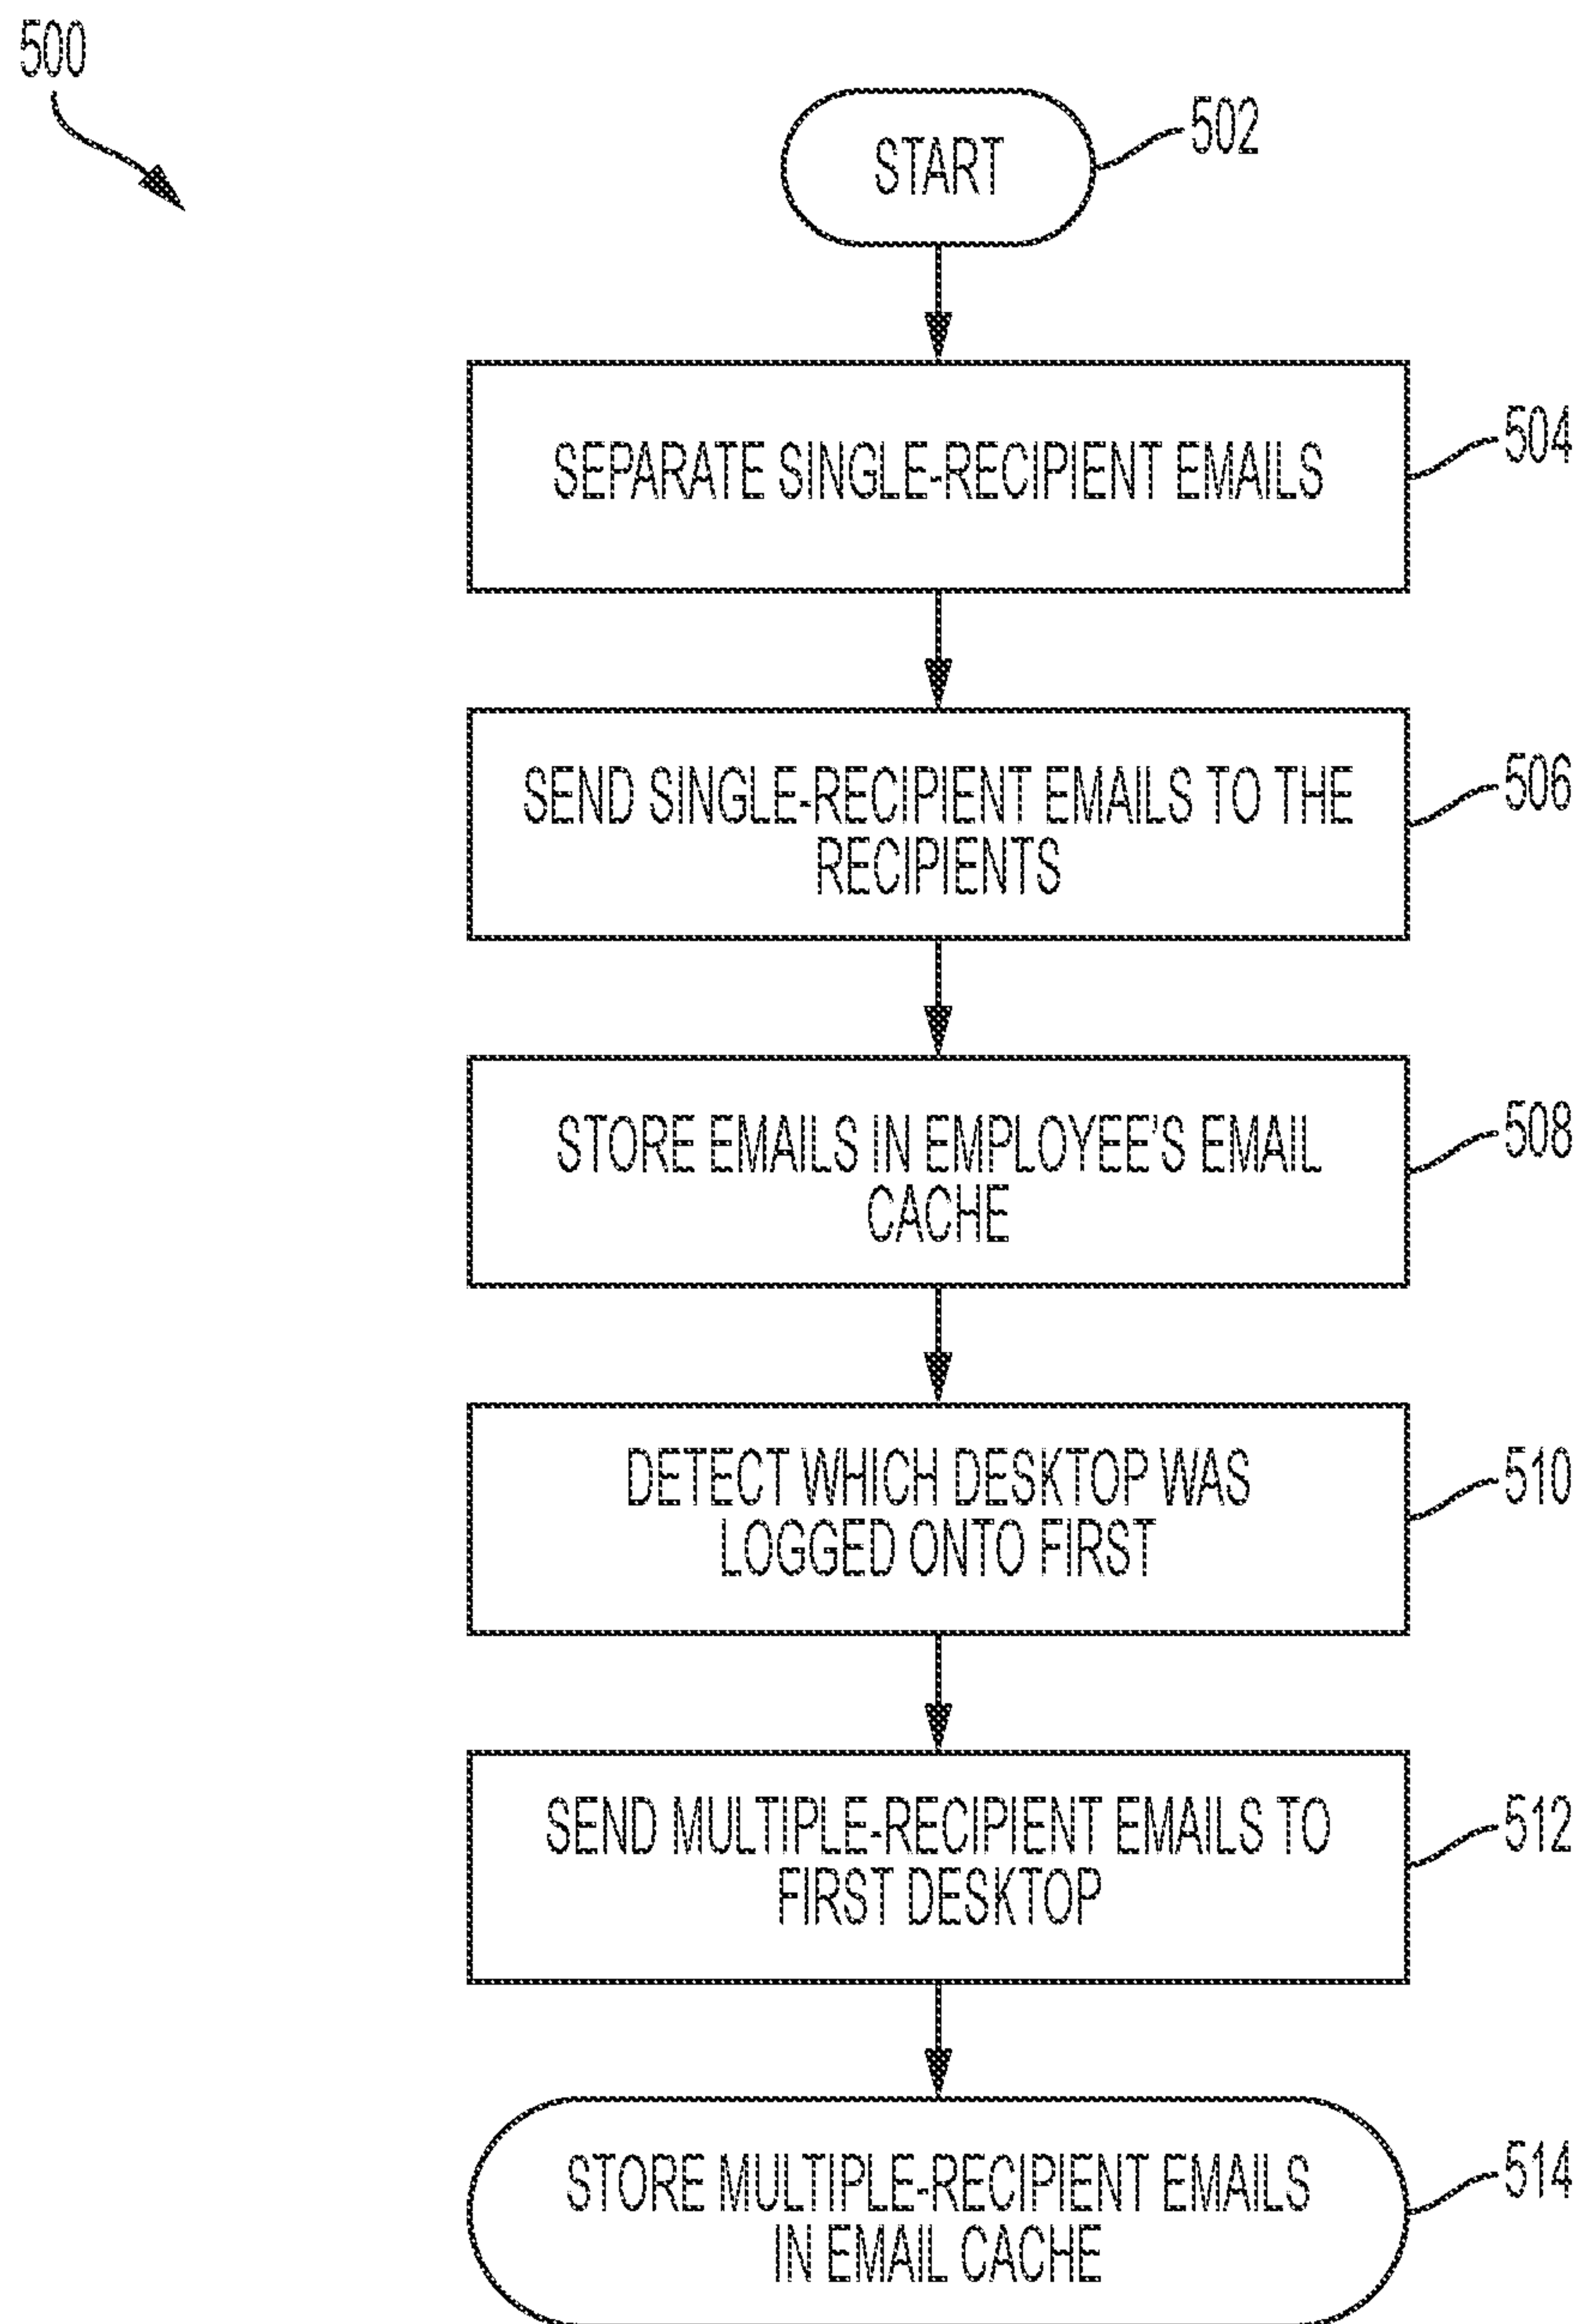 500
START
502
SEPARATE SINGLE-RECIPIENT EMAILS
504
SEND SINGLE-RECIPIENT EMAILS TO THE
RECIPIENTS
506
STORE EMAILS IN EMPLOYEE'S EMAIL
CACHE
508
DETECT WHICH DESKTOP WAS
LOGGED ONTO FIRST
510
SEND MULTIPLE-RECIPIENT EMAILS TO
FIRST DESKTOP
512
STORE MULTIPLE-RECIPIENT EMAILS
IN EMAIL CACHE
514